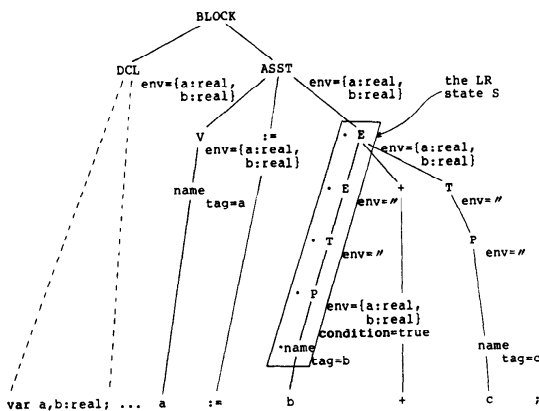 BLOCK
DCL
ASST
env={a:real,
b:real}
env={a:real,
b:real}
the LR
state S
V
:=
* E
env={a:real,
b:real}
env={a:real,
b:real}
name
tag=a
* E
+
T
env=〃
env=〃
* T
env=〃
P
env=〃
* P
env={a:real,
b:real}
condition=true
*name
tag=b
name
tag=c
var a,b:real; ... a := b + c ;